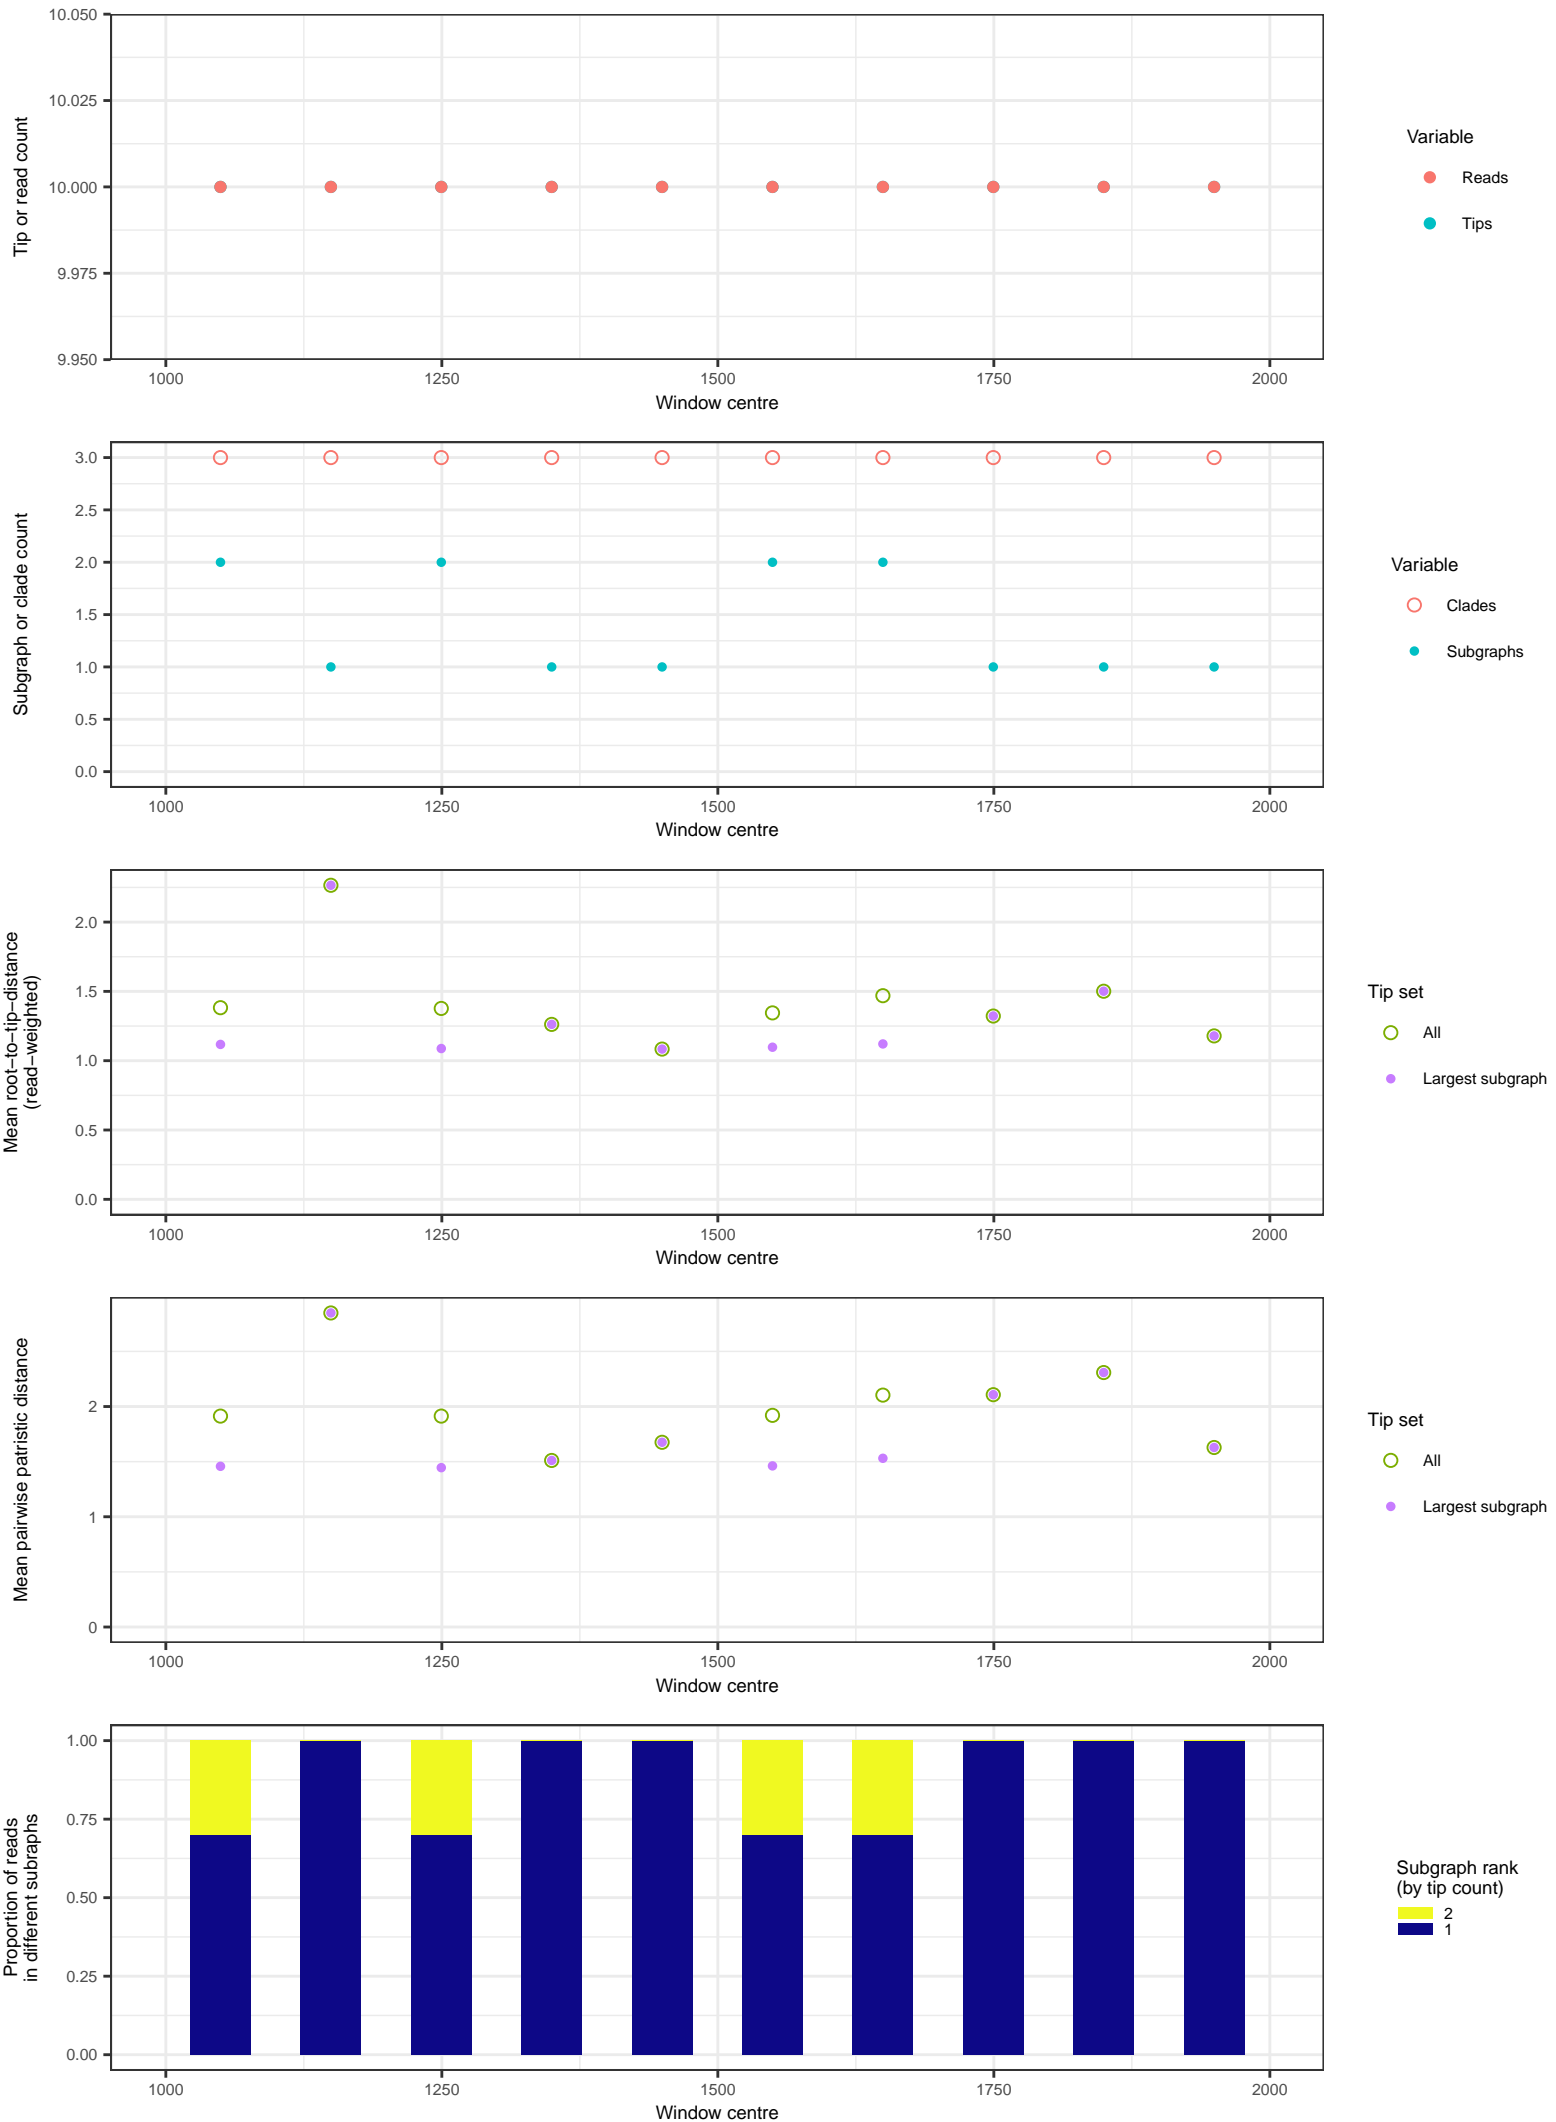 10.050
10.025
10.000
9.975
9.950
Tip or read count
1000 1250 1500 1750 2000
Window centre
Variable
Reads
Tips
3.0
2.5
2.0
1.5
1.0
0.5
0.0
Subgraph or clade count
1000 1250 1500 1750 2000
Window centre
Variable
Clades
Subgraphs
2.0
1.5
1.0
0.5
0.0
Mean root−to−tip−distance
(read−weighted)
1000 1250 1500 1750 2000
Window centre
Tip set
All
Largest subgraph
2
1
0
Mean pairwise patristic distance
1000 1250 1500 1750 2000
Window centre
Tip set
All
Largest subgraph
1.00
0.75
0.50
0.25
0.00
Proportion of reads
in different subraphs
1000 1250 1500 1750 2000
Window centre
Subgraph rank
(by tip count)
2
1